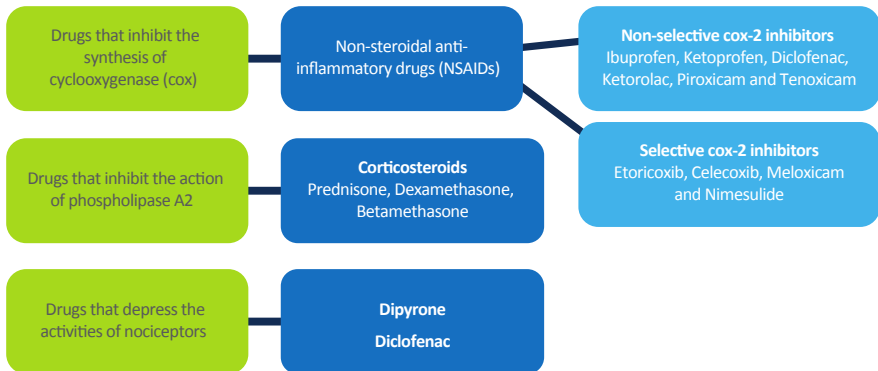 Drugs that inhibit the
synthesis of
cyclooxygenase (cox)
Non-steroidal anti-
inflammatory drugs (NSAIDs)
Non-selective cox-2 inhibitors
Ibuprofen, Ketoprofen, Diclofenac,
Ketorolac, Piroxicam and Tenoxicam
Selective cox-2 inhibitors
Etoricoxib, Celecoxib, Meloxicam
and Nimesulide
Drugs that inhibit the action
of phospholipase A2
Corticosteroids
Prednisone, Dexamethasone,
Betamethasone
Drugs that depress the
activities of nociceptors
Dipyrone
Diclofenac